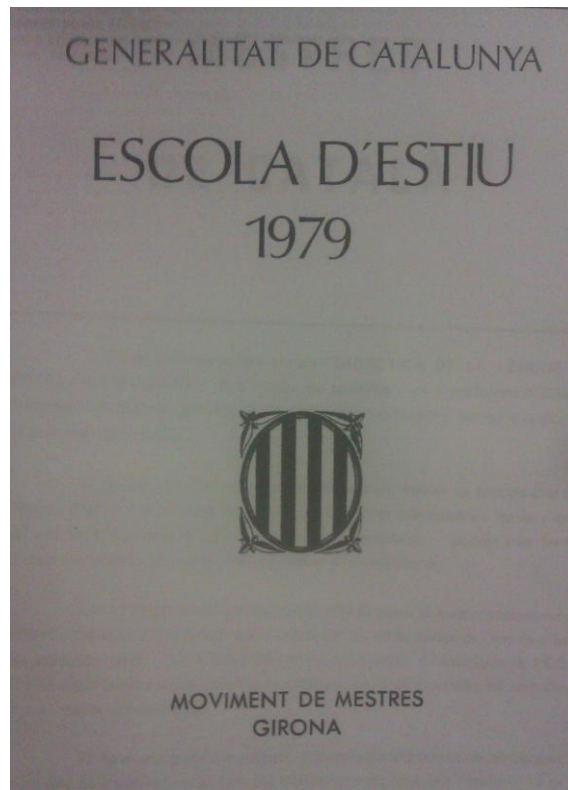 GENERALITAT DE CATALUNYA
ESCOLA D´ESTIU
1979
MOVIMENT DE MESTRES
GIRONA